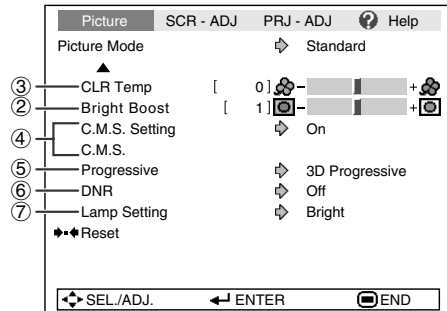 Picture SCR - ADJ PRJ - ADJ ? Help
Picture Mode Standard
③ CLR Temp [ 0] - +
② Bright Boost [ 1] - +
④ C.M.S. Setting On
C.M.S.
⑤ Progressive 3D Progressive
⑥ DNR Off
⑦ Lamp Setting Bright
Reset
SEL./ADJ. ENTER END